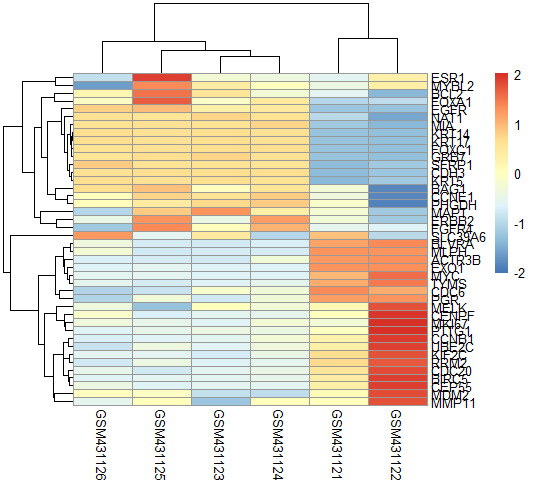 ESR1
MYBL2
BCL2
FOXA1
EGFR
NAT1
MIA
KRT14
KRT17
FOXC1
GRB7
SFRP1
CDH3
KRT5
BAG1
CCNE1
PHGDH
MAPT
ERBB2
FGFR4
SLC39A6
BLVRA
MLPH
ACTR3B
EXO1
MYC
TYMS
CDC6
PGR
MELK
CENPF
MKI67
PTTG1
CCNB1
UBE2C
KIF2C
RRM2
CDC20
BIRC5
CEP55
MDM2
MMP11
2
1
0
-1
-2
GSM431126
GSM431125
GSM431123
GSM431124
GSM431121
GSM431122